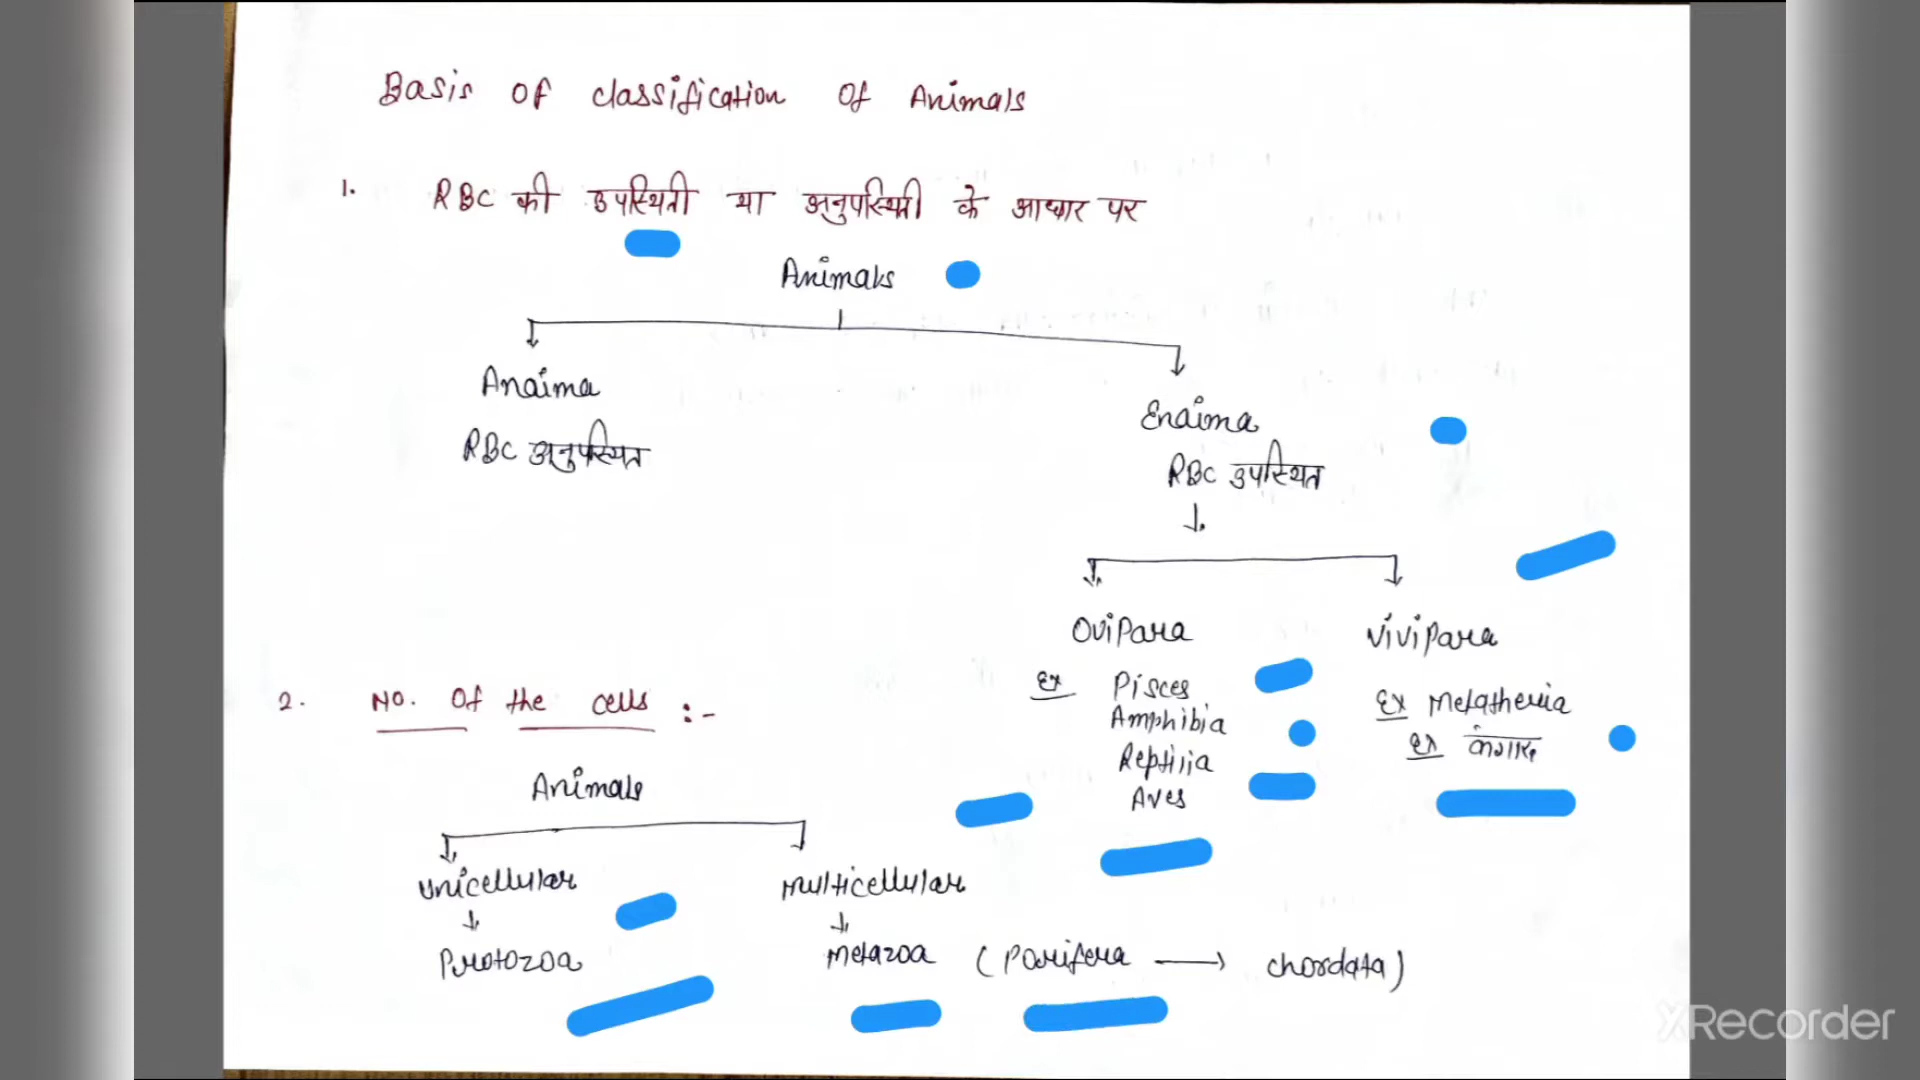 Basis of classification of Animals
1. RBC की उपस्थिती या अनुपस्थिती के आधार पर
Animals
Anaima
RBC अनुपस्थित
Enaima
RBC उपस्थित
Ovipara
Ex Pisces
Amphibia
Reptilia
Aves
Vivipara
Ex Metatheria
Ex कंगारू
2. No. of the cells :-
Animals
Unicellular
Protozoa
Multicellular
Metazoa (Porifera → chordata)
XRecorder